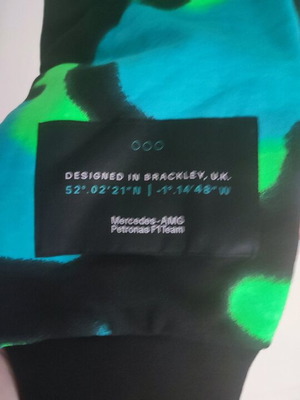 DESIGNED IN BRACKLEY, U.K.
52°.02'21"N | -1°.14'48"W
Mercedes-AMG
Petronas F1 Team